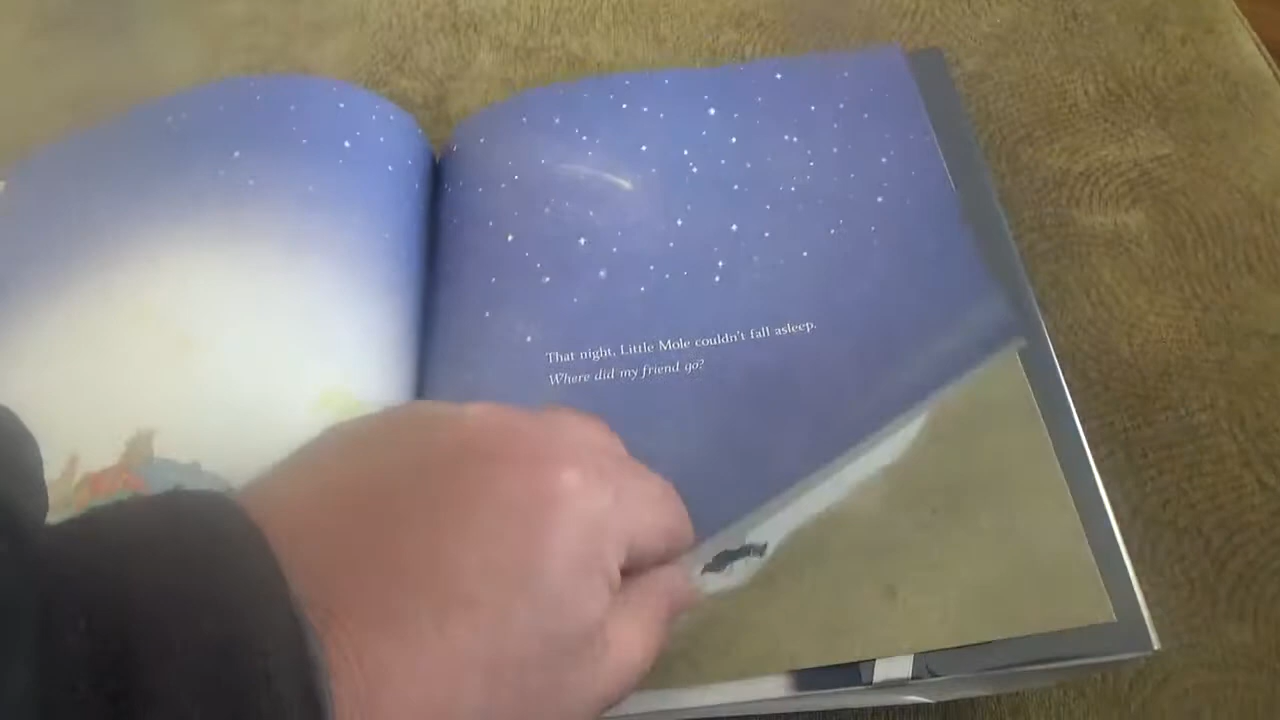 That night, Little Mole couldn't fall asleep.
Where did my friend go?